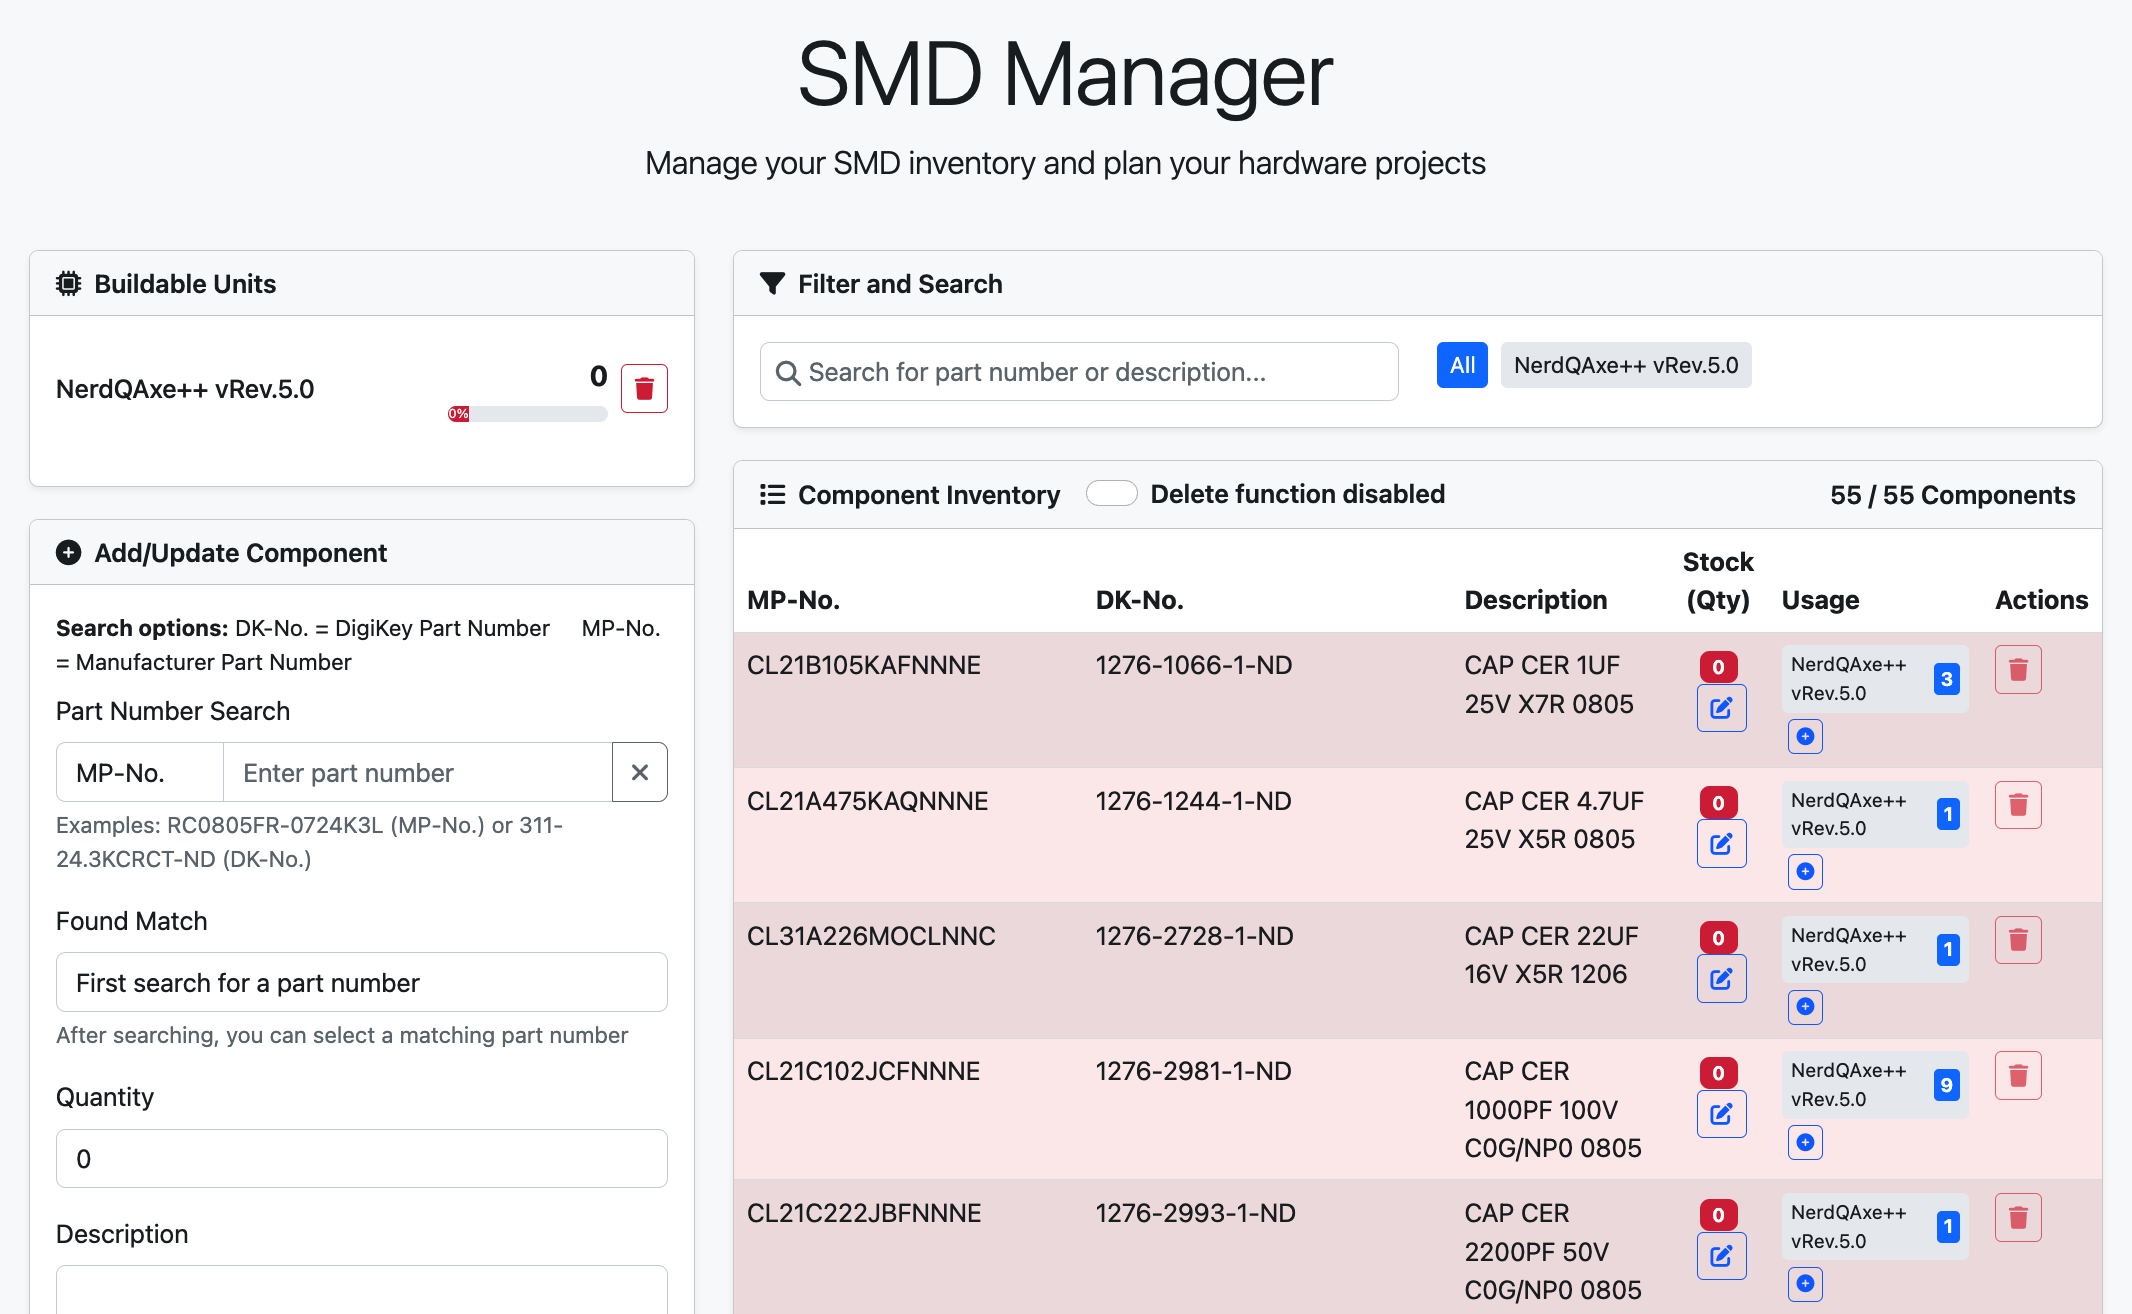 SMD Manager
Manage your SMD inventory and plan your hardware projects
Buildable Units
NerdQAxe++ vRev.5.0
0
0%
Add/Update Component
Search options: DK-No. = DigiKey Part Number MP-No.
= Manufacturer Part Number
Part Number Search
MP-No.
Enter part number
Examples: RC0805FR-0724K3L (MP-No.) or 311-
24.3KCRCT-ND (DK-No.)
Found Match
First search for a part number
After searching, you can select a matching part number
Quantity
0
Description
Filter and Search
Search for part number or description...
All
NerdQAxe++ vRev.5.0
Component Inventory
Delete function disabled
55 / 55 Components
MP-No.
DK-No.
Description
Stock
(Qty)
Usage
Actions
CL21B105KAFNNNE
1276-1066-1-ND
CAP CER 1UF
25V X7R 0805
0
NerdQAxe++
vRev.5.0
3
CL21A475KAQNNNE
1276-1244-1-ND
CAP CER 4.7UF
25V X5R 0805
0
NerdQAxe++
vRev.5.0
1
CL31A226MOCLNNC
1276-2728-1-ND
CAP CER 22UF
16V X5R 1206
0
NerdQAxe++
vRev.5.0
1
CL21C102JCFNNNE
1276-2981-1-ND
CAP CER
1000PF 100V
C0G/NP0 0805
0
NerdQAxe++
vRev.5.0
9
CL21C222JBFNNNE
1276-2993-1-ND
CAP CER
2200PF 50V
C0G/NP0 0805
0
NerdQAxe++
vRev.5.0
1